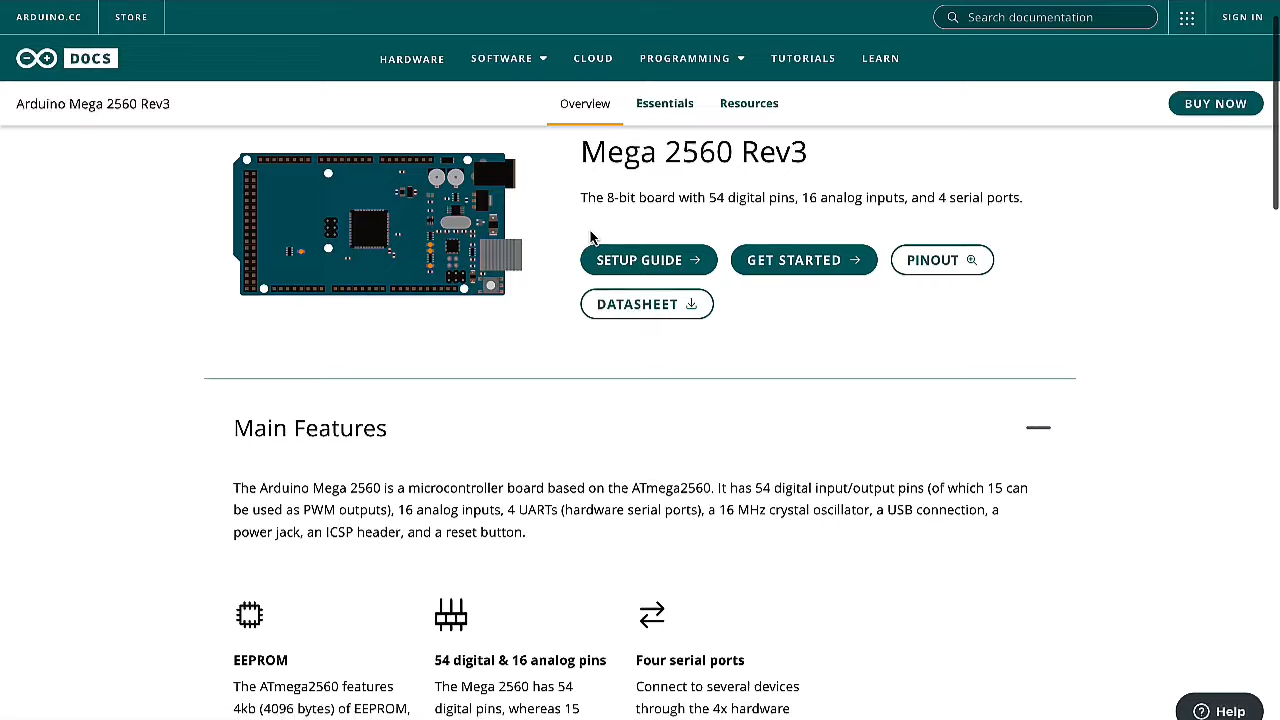 ARDUINO.CC
STORE
Search documentation
SIGN IN
DOCS
HARDWARE
SOFTWARE
CLOUD
PROGRAMMING
TUTORIALS
LEARN
Arduino Mega 2560 Rev3
Overview
Essentials
Resources
BUY NOW
Mega 2560 Rev3
The 8-bit board with 54 digital pins, 16 analog inputs, and 4 serial ports.
SETUP GUIDE
GET STARTED
PINOUT
DATASHEET
Main Features
The Arduino Mega 2560 is a microcontroller board based on the ATmega2560. It has 54 digital input/output pins (of which 15 can
be used as PWM outputs), 16 analog inputs, 4 UARTs (hardware serial ports), a 16 MHz crystal oscillator, a USB connection, a
power jack, an ICSP header, and a reset button.
EEPROM
The ATmega2560 features
4kb (4096 bytes) of EEPROM,
54 digital & 16 analog pins
The Mega 2560 has 54
digital pins, whereas 15
Four serial ports
Connect to several devices
through the 4x hardware
Help